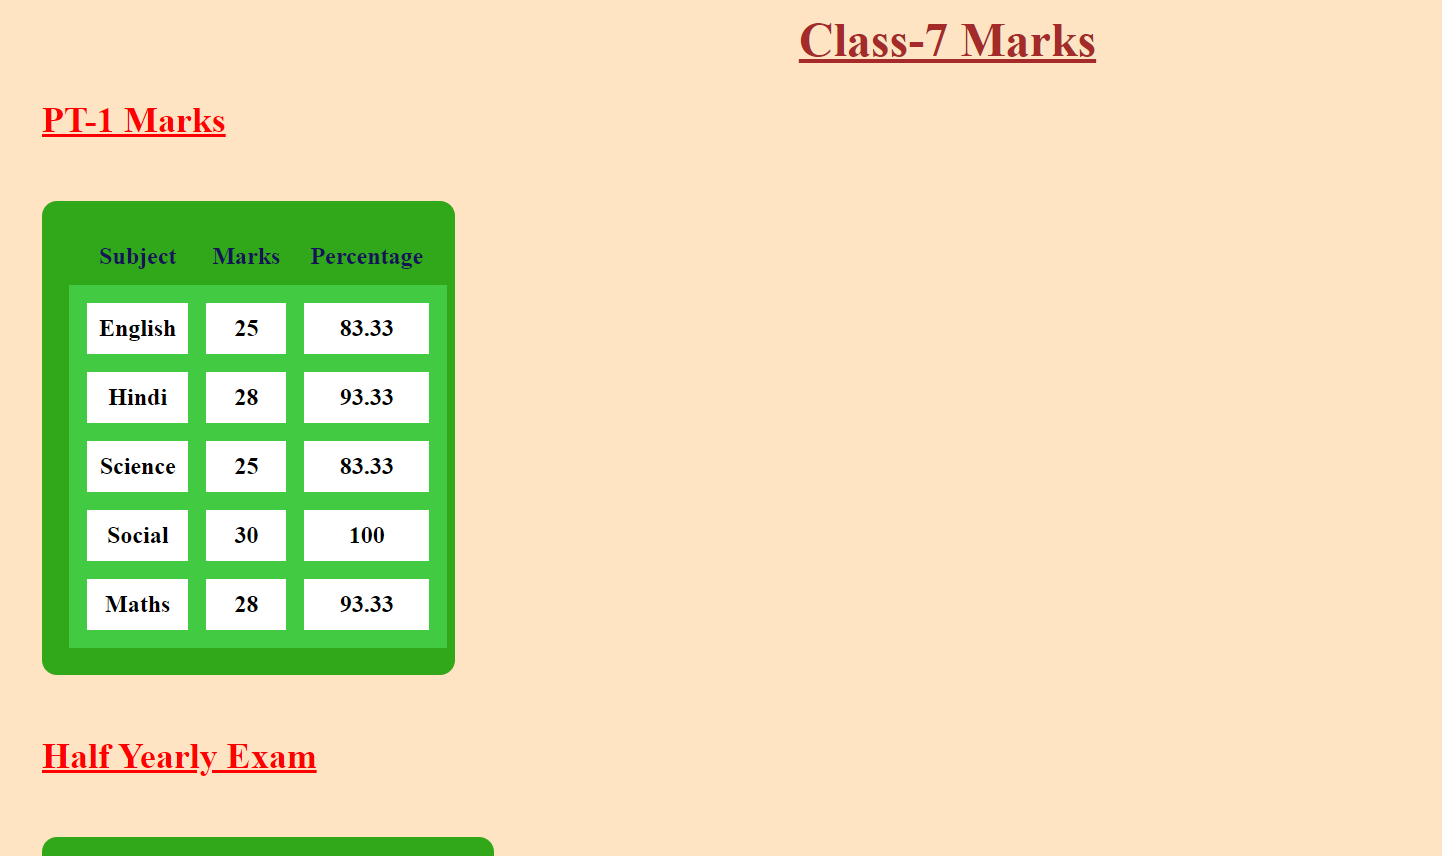 Class-7 Marks
PT-1 Marks
Subject Marks Percentage
English 25 83.33
Hindi 28 93.33
Science 25 83.33
Social 30 100
Maths 28 93.33
Half Yearly Exam